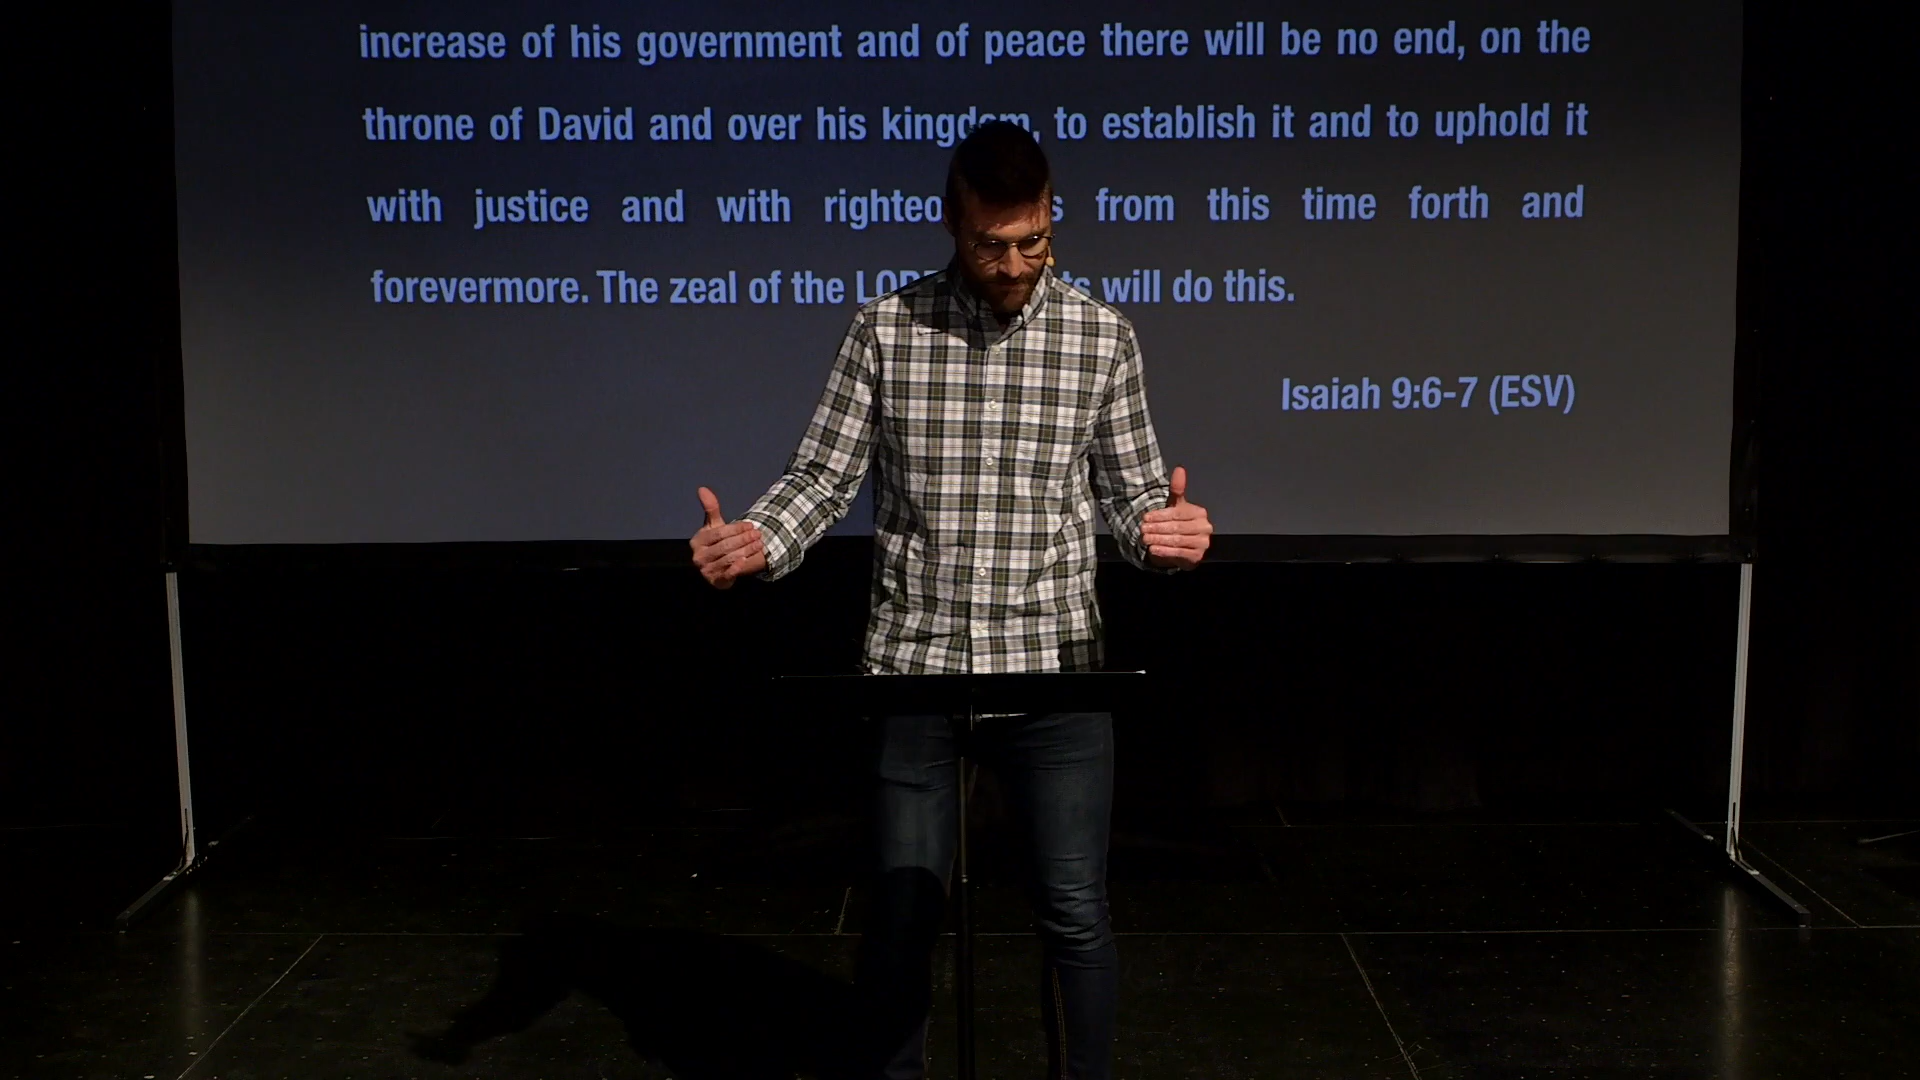 increase of his government and of peace there will be no end, on the
throne of David and over his kingdom, to establish it and to uphold it
with justice and with from this time forth and
forevermore. The zeal of the will do this.
Isaiah 9:6-7 (ESV)